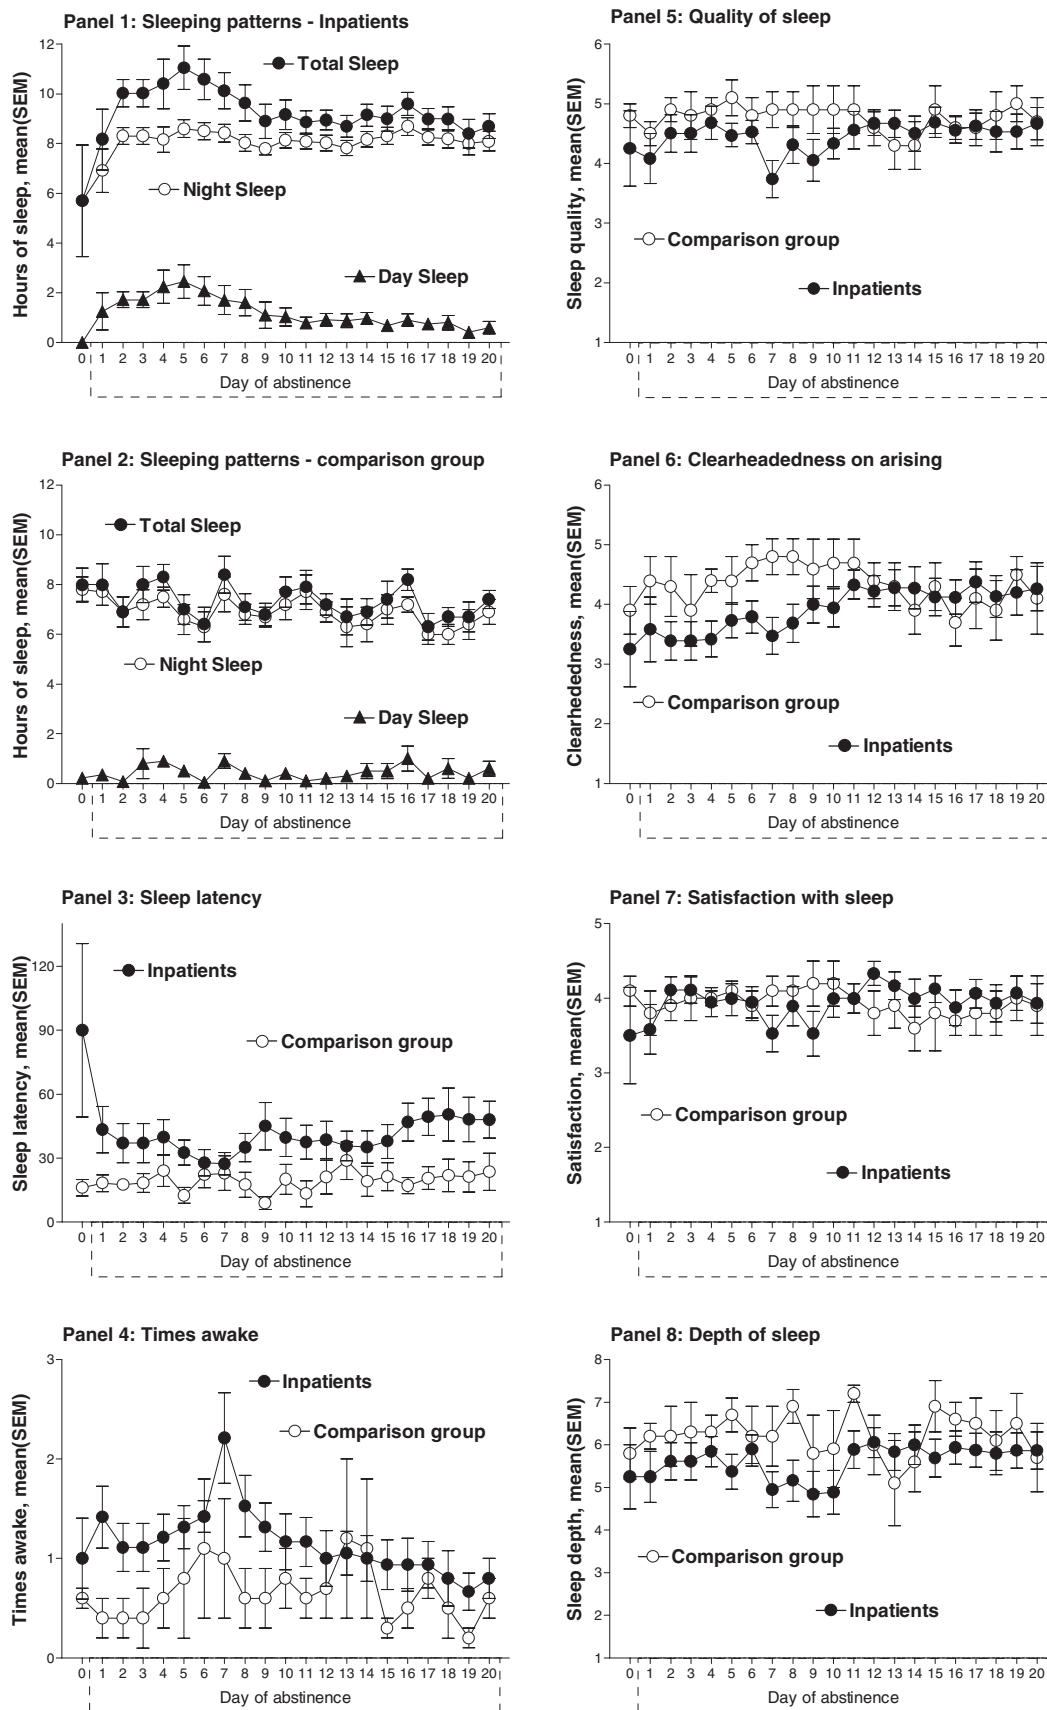 Panel 1: Sleeping patterns - Inpatients
Hours of sleep, mean(SEM)
12
10
8
6
4
2
0
Total Sleep
Night Sleep
Day Sleep
0 1 2 3 4 5 6 7 8 9 10 11 12 13 14 15 16 17 18 19 20
Day of abstinence
Panel 2: Sleeping patterns - comparison group
Hours of sleep, mean(SEM)
12
10
8
6
4
2
0
Total Sleep
Night Sleep
Day Sleep
0 1 2 3 4 5 6 7 8 9 10 11 12 13 14 15 16 17 18 19 20
Day of abstinence
Panel 3: Sleep latency
Sleep latency, mean(SEM)
120
90
60
30
0
Inpatients
Comparison group
0 1 2 3 4 5 6 7 8 9 10 11 12 13 14 15 16 17 18 19 20
Day of abstinence
Panel 4: Times awake
Times awake, mean(SEM)
3
2
1
0
Inpatients
Comparison group
0 1 2 3 4 5 6 7 8 9 10 11 12 13 14 15 16 17 18 19 20
Day of abstinence
Panel 5: Quality of sleep
Sleep quality, mean(SEM)
6
5
4
3
2
1
Comparison group
Inpatients
0 1 2 3 4 5 6 7 8 9 10 11 12 13 14 15 16 17 18 19 20
Day of abstinence
Panel 6: Clearheadedness on arising
Clearhededness, mean(SEM)
6
5
4
3
2
1
Comparison group
Inpatients
0 1 2 3 4 5 6 7 8 9 10 11 12 13 14 15 16 17 18 19 20
Day of abstinence
Panel 7: Satisfaction with sleep
Satisfaction, mean(SEM)
5
4
3
2
1
Comparison group
Inpatients
0 1 2 3 4 5 6 7 8 9 10 11 12 13 14 15 16 17 18 19 20
Day of abstinence
Panel 8: Depth of sleep
Sleep depth, mean(SEM)
8
7
6
5
4
3
2
1
Comparison group
Inpatients
0 1 2 3 4 5 6 7 8 9 10 11 12 13 14 15 16 17 18 19 20
Day of abstinence